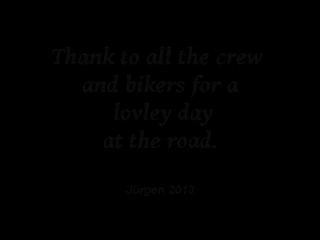 Thank to all the crew
and bikers for a
lovley day
at the road.
Jürgen 2013